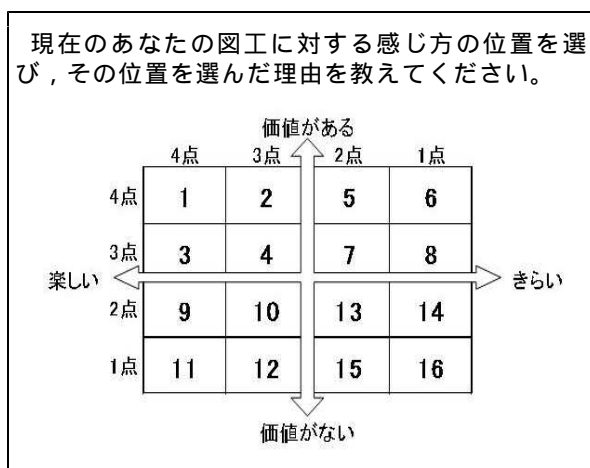 現在のあなたの図工に対する感じ方の位置を選
び，その位置を選んだ理由を教えてください。
価値がある
4点 3点 2点 1点
4点 1 2 5 6
3点 3 4 7 8
楽しい きらい
2点 9 10 13 14
1点 11 12 15 16
価値がない